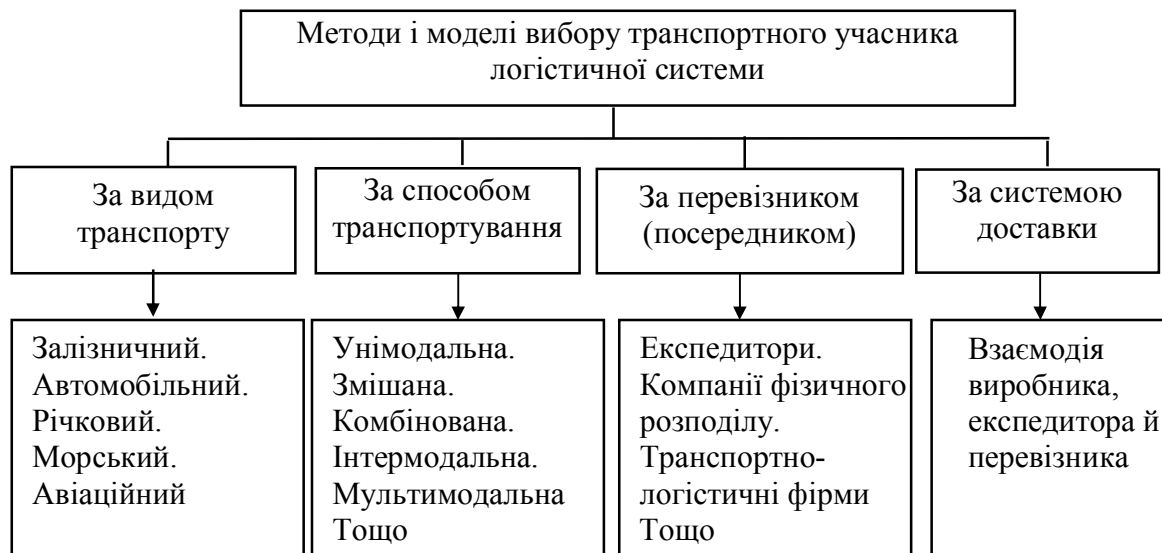 Методи і моделі вибору транспортного учасника
логістичної системи
За видом
транспорту
За способом
транспортування
За перевізником
(посередником)
За системою
доставки
Залізничний.
Автомобільний.
Річковий.
Морський.
Авіаційний
Унімодальна.
Змішана.
Комбінована.
Інтермодальна.
Мультимодальна
Тощо
Експедитори.
Компанії фізичного
розподілу.
Транспортно-
логістичні фірми
Тощо
Взаємодія
виробника,
експедитора й
перевізника